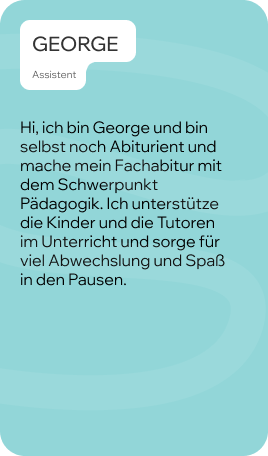 GEORGE
Assistent
Hi, ich bin George und bin
selbst noch Abiturient und
mache mein Fachabitur mit
dem Schwerpunkt
Pädagogik. Ich unterstütze
die Kinder und die Tutoren
im Unterricht und sorge für
viel Abwechslung und Spaß
in den Pausen.